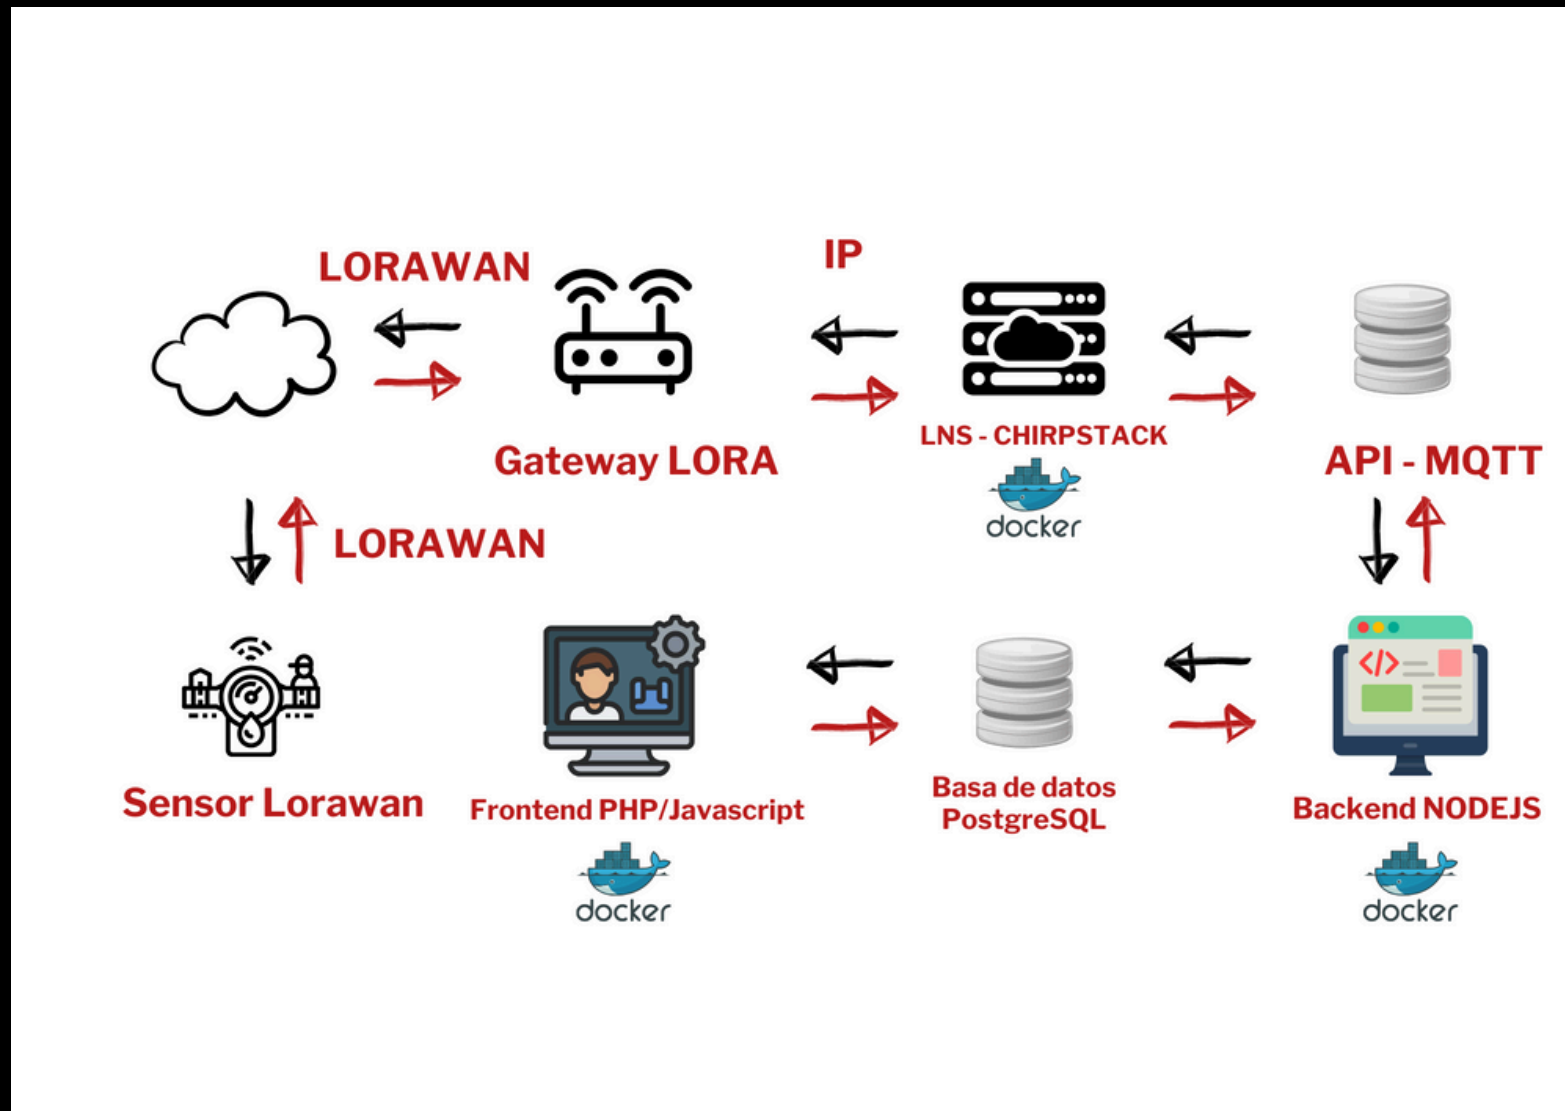 LORAWAN
IP
Gateway LORA
LNS - CHIRPSTACK
docker
API - MQTT
LORAWAN
Sensor Lorawan
Frontend PHP/Javascript
docker
Basa de datos
PostgreSQL
Backend NODEJS
docker